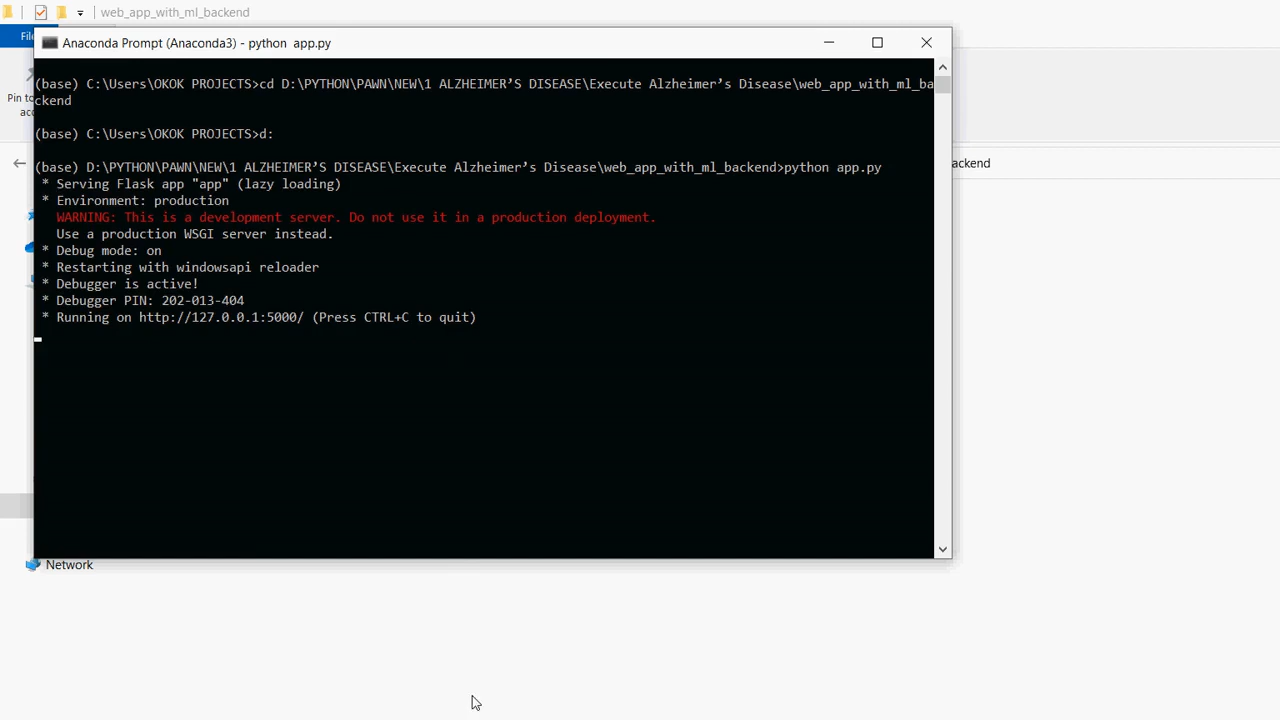 web_app_with_ml_backend
File
Anaconda Prompt (Anaconda3) - python  app.py
Pin to
(base) C:\Users\OKOK PROJECTS>cd D:\PYTHON\PAWN\NEW\1 ALZHEIMER’S DISEASE\Execute Alzheimer’s Disease\web_app_with_ml_ba
ckend
(base) C:\Users\OKOK PROJECTS>d:
(base) D:\PYTHON\PAWN\NEW\1 ALZHEIMER’S DISEASE\Execute Alzheimer’s Disease\web_app_with_ml_backend>python app.py
ackend
* Serving Flask app "app" (lazy loading)
* Environment: production
WARNING: This is a development server. Do not use it in a production deployment.
Use a production WSGI server instead.
* Debug mode: on
* Restarting with windowsapi reloader
* Debugger is active!
* Debugger PIN: 202-013-404
* Running on http://127.0.0.1:5000/ (Press CTRL+C to quit)
Network